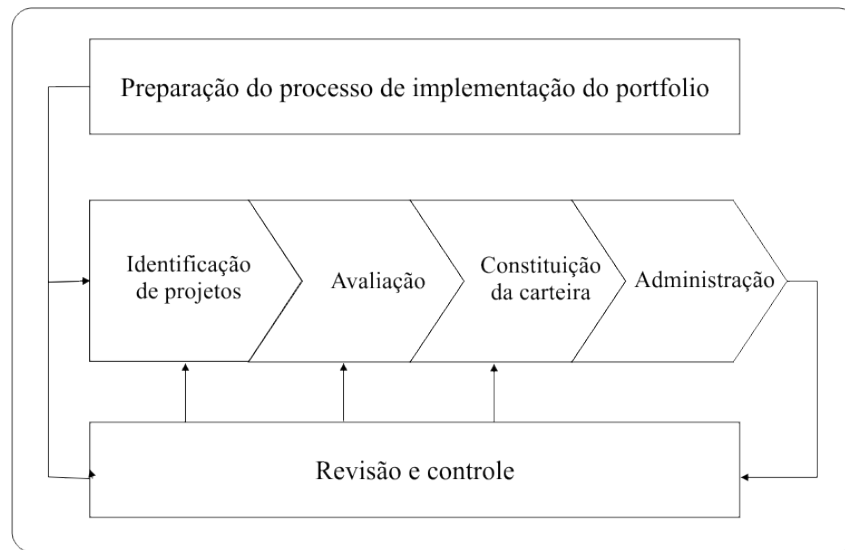 Preparação do processo de implementação do portfolio
Identificação
de projetos
Avaliação
Constituição
da carteira
Administração
Revisão e controle